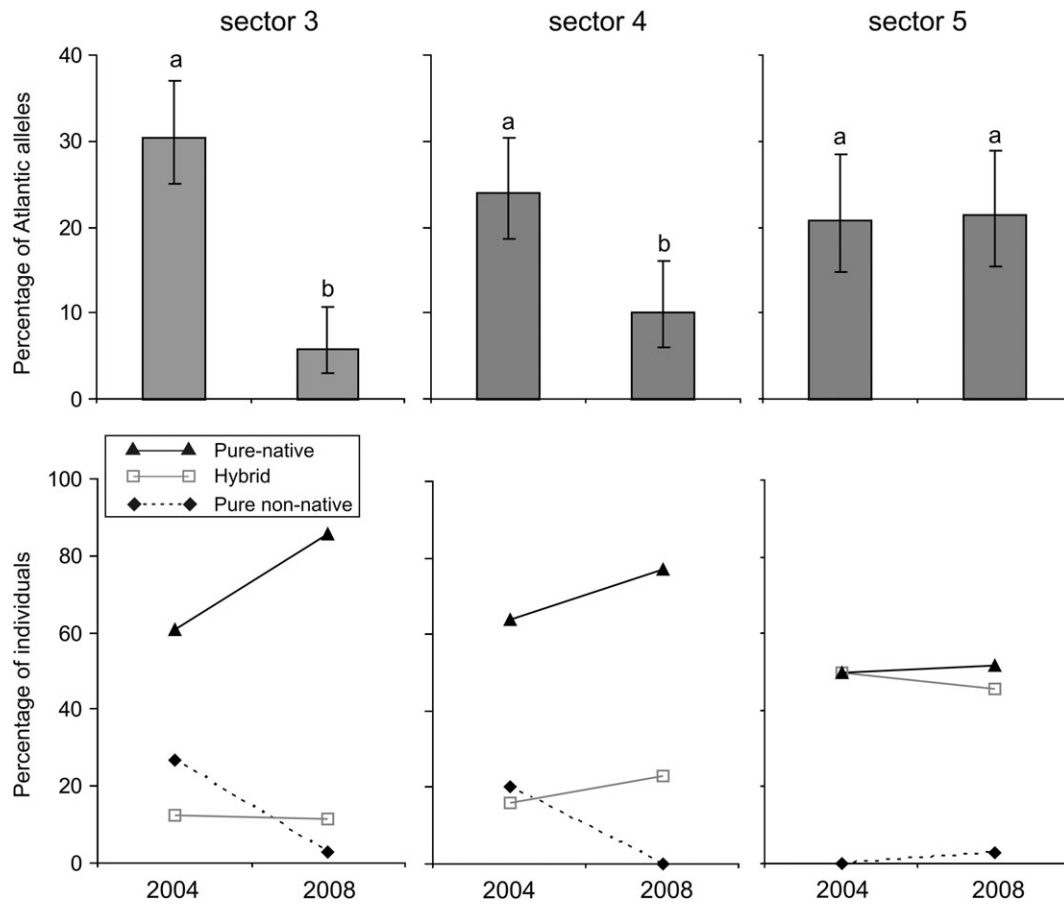 sector 3 sector 4 sector 5
Percentage of Atlantic alleles
40
30
20
10
0
a b
a b
a a
Percentage of individuals
100
80
60
40
20
0
Pure-native
Hybrid
Pure non-native
2004 2008 2004 2008 2004 2008